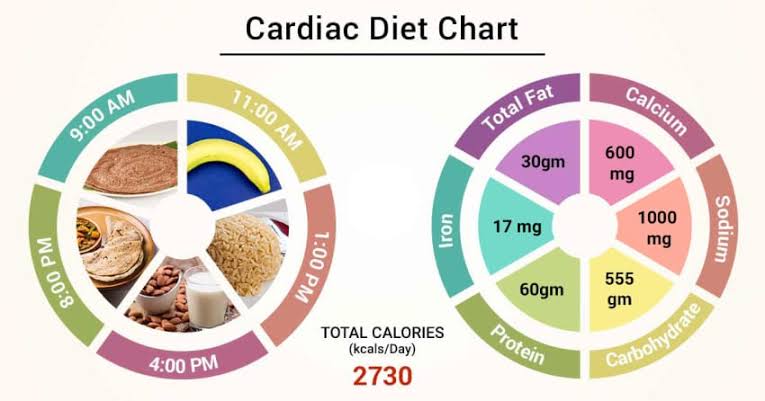 Cardiac Diet Chart
9:00 AM
11:00 AM
1:00 PM
4:00 PM
8:00 PM
TOTAL CALORIES
(kcals/Day)
2730
Total Fat
30gm
Calcium
600
mg
Sodium
1000
mg
Carbohydrate
555
gm
Protein
60gm
Iron
17 mg